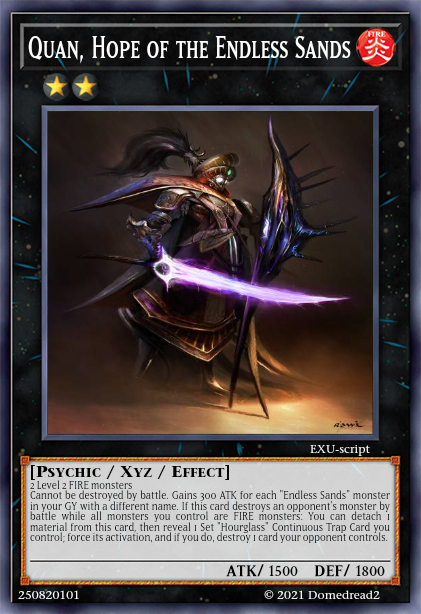 Quan, Hope of the Endless Sands
FIRE
炎
EXU-script
[Psychic / Xyz / Effect]
2 Level 2 FIRE monsters
Cannot be destroyed by battle. Gains 300 ATK for each "Endless Sands" monster
in your GY with a different name. If this card destroys an opponent's monster by
battle while all monsters you control are FIRE monsters: You can detach 1
material from this card, then reveal 1 Set "Hourglass" Continuous Trap Card you
control; force its activation, and if you do, destroy 1 card your opponent controls.
ATK/ 1500 DEF/ 1800
250820101 © 2021 Domedread2